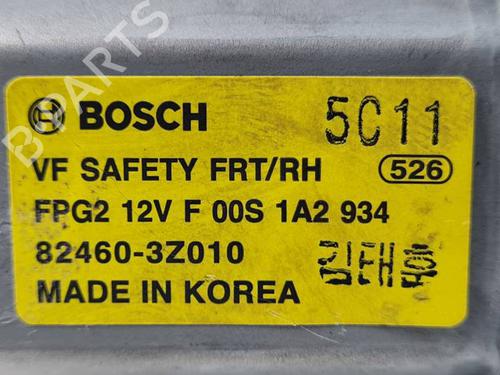 BOSCH 5C11
VF SAFETY FRT/RH 526
FPG2 12V F 00S 1A2 934
82460-3Z010
MADE IN KOREA
B PARTS